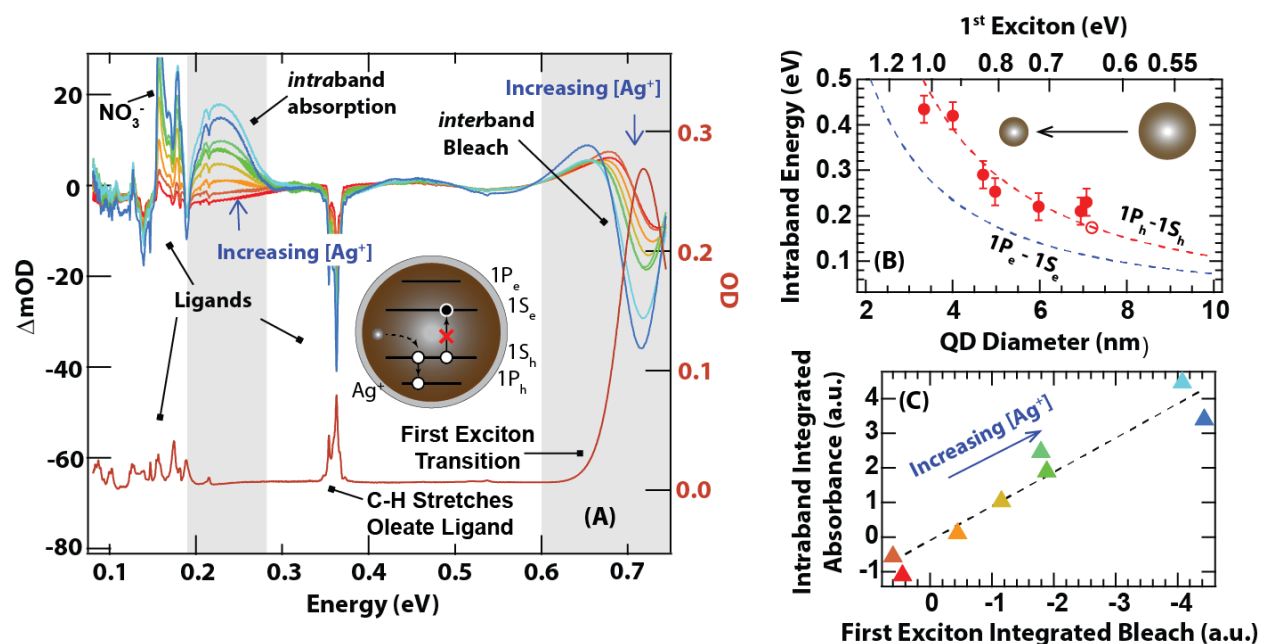 20
0
-20
-40
-60
-80
ΔmOD
NO3-
intraband
absorption
Increasing [Ag+]
interband
Bleach
Increasing [Ag+]
Ligands
1Pe
1Se
1Sh
1Ph
Ag+
First Exciton
Transition
C-H Stretches
Oleate Ligand
(A)
0.3
0.2
0.1
0.0
OD
0.1 0.2 0.3 0.4 0.5 0.6 0.7
Energy (eV)
1st Exciton (eV)
1.2 1.0 0.8 0.7 0.6 0.55
0.5
0.4
0.3
0.2
0.1
Intraband Energy (eV)
1Ph-1Sh
1Pe - 1Se
(B)
2 4 6 8 10
QD Diameter (nm)
(C)
Increasing [Ag+]
4
3
2
1
0
-1
Intraband Integrated
Absorbance (a.u.)
0 -1 -2 -3 -4
First Exciton Integrated Bleach (a.u.)